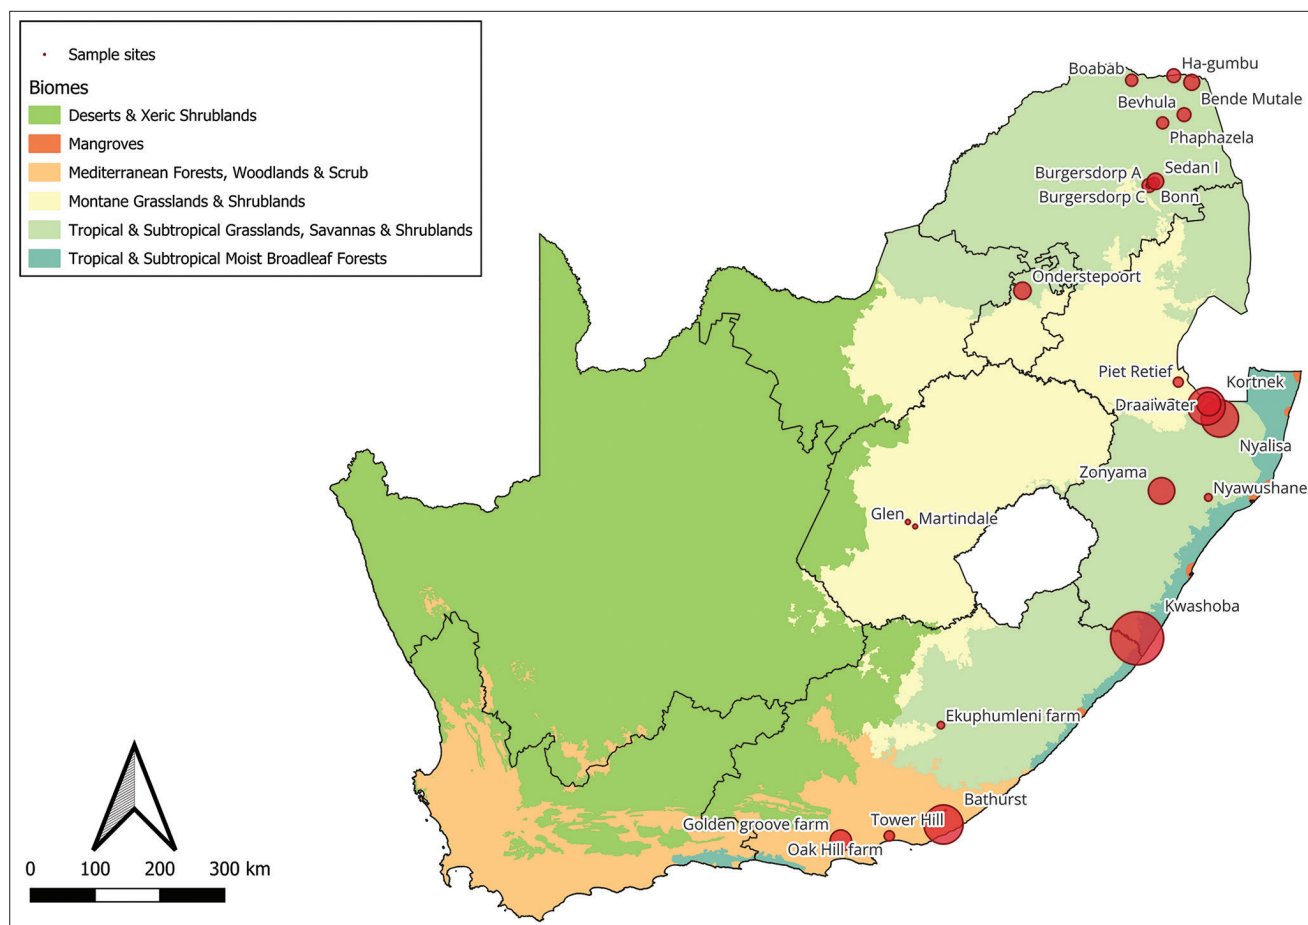 Sample sites
Biomes
Deserts & Xeric Shrublands
Mangroves
Mediterranean Forests, Woodlands & Scrub
Montane Grasslands & Shrublands
Tropical & Subtropical Grasslands, Savannas & Shrublands
Tropical & Subtropical Moist Broadleaf Forests
Boabab
Ha-gumbu
Bevhula
Bende Mutale
Phaphazela
Burgersdorp A
Sedan I
Burgersdorp C
Bonn
Onderstepoort
Piet Retief
Kortnek
Draaiwater
Nyalisa
Zonyama
Nyawushane
Glen
Martindale
Kwashoba
Ekuphumleni farm
Bathurst
Golden groove farm
Tower Hill
Oak Hill farm
0 100 200 300 km